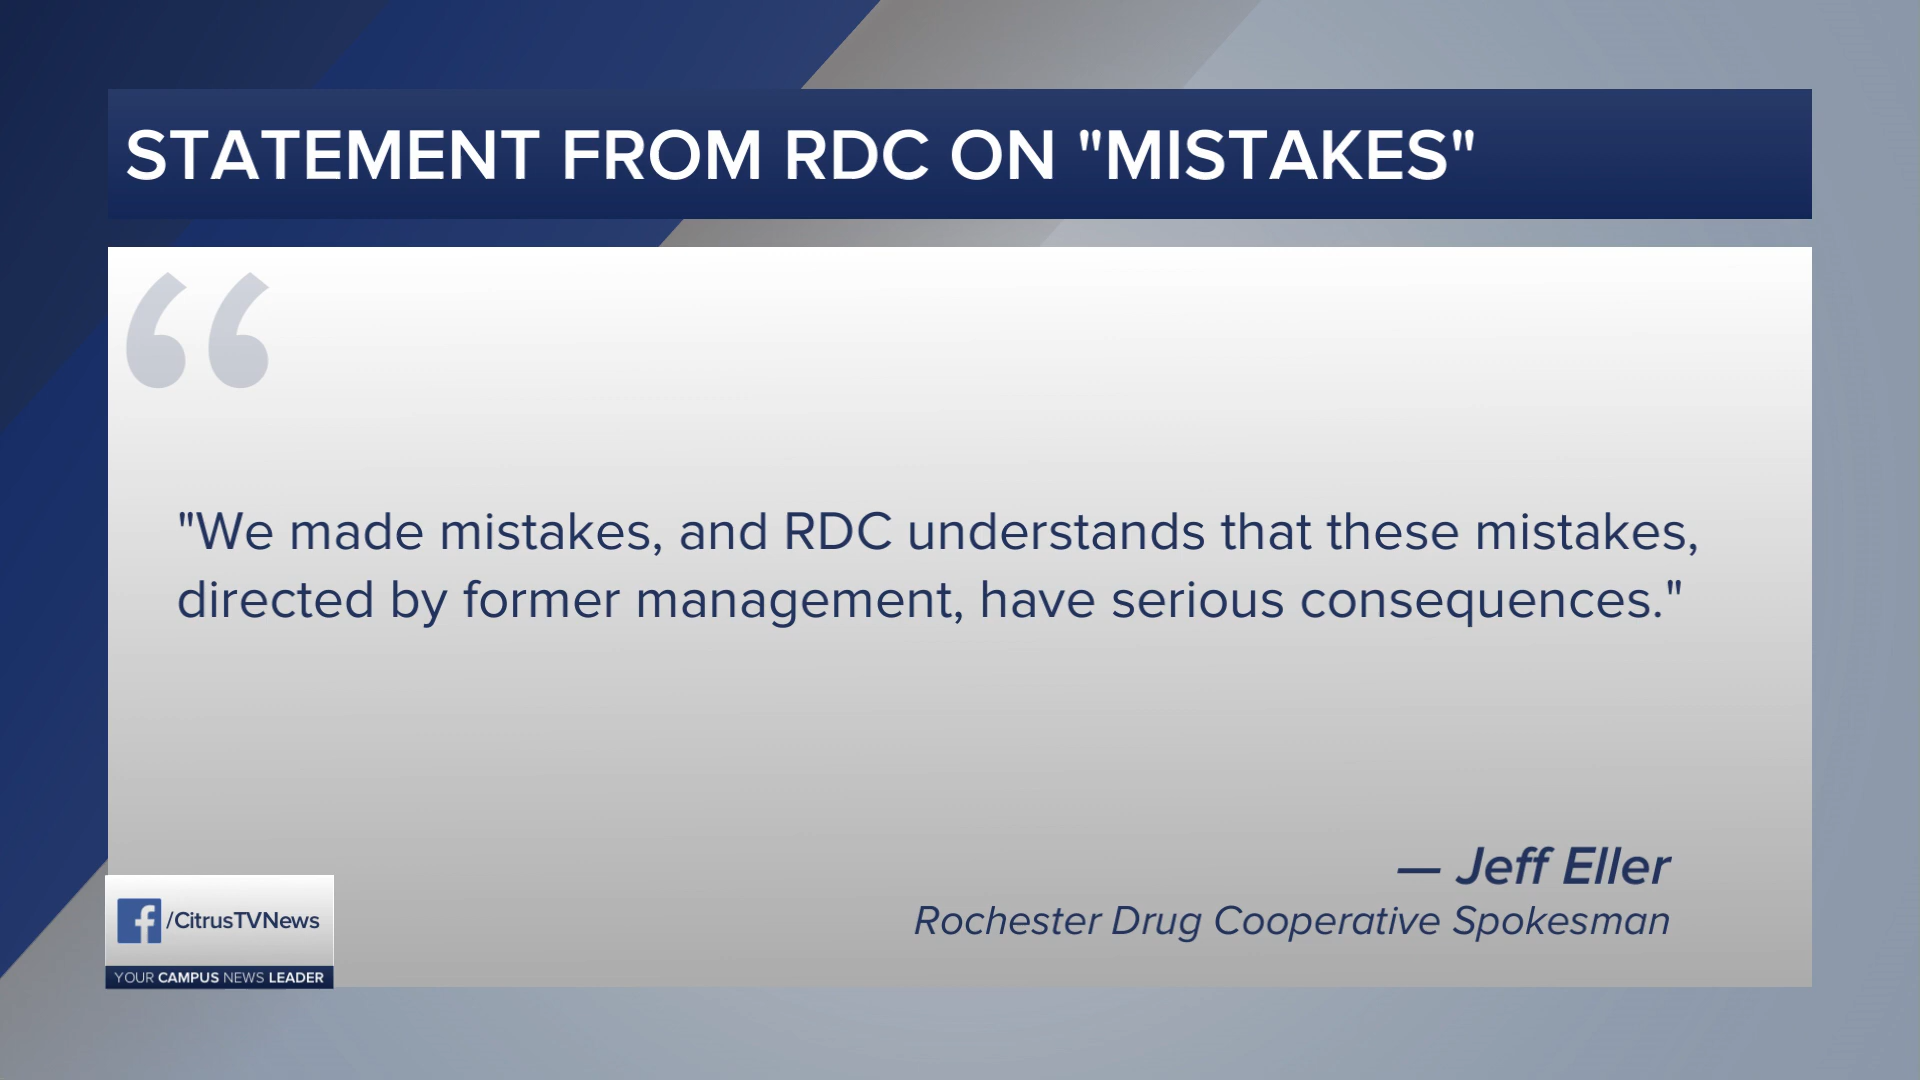 STATEMENT FROM RDC ON "MISTAKES"
"We made mistakes, and RDC understands that these mistakes,
directed by former management, have serious consequences."
— Jeff Eller
Rochester Drug Cooperative Spokesman
/CitrusTVNews
YOUR CAMPUS NEWS LEADER